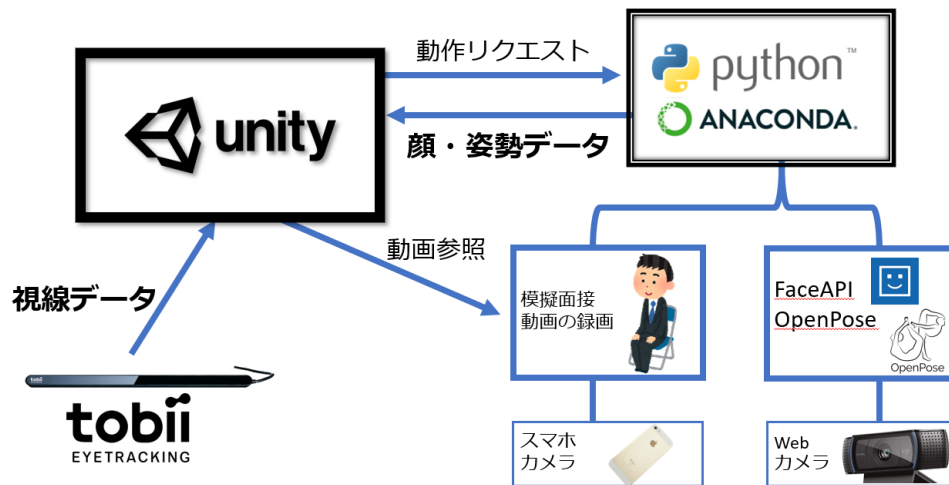 動作リクエスト
unity
python™
ANACONDA.
顔・姿勢データ
動画参照
視線データ
模擬面接
動画の録画
FaceAPI
OpenPose
OpenPose
tobii
tobii
EYETRACKING
スマホ
カメラ
Web
カメラ